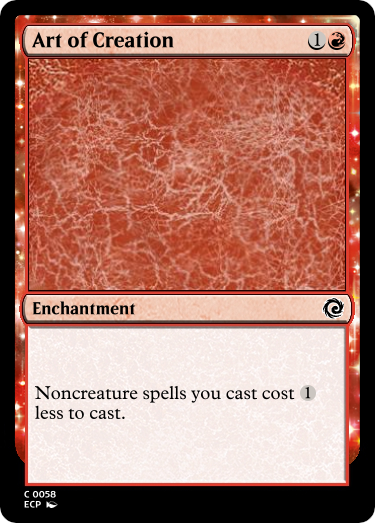 Art of Creation 1
Enchantment
Noncreature spells you cast cost 1
less to cast.
C 0058
ECP